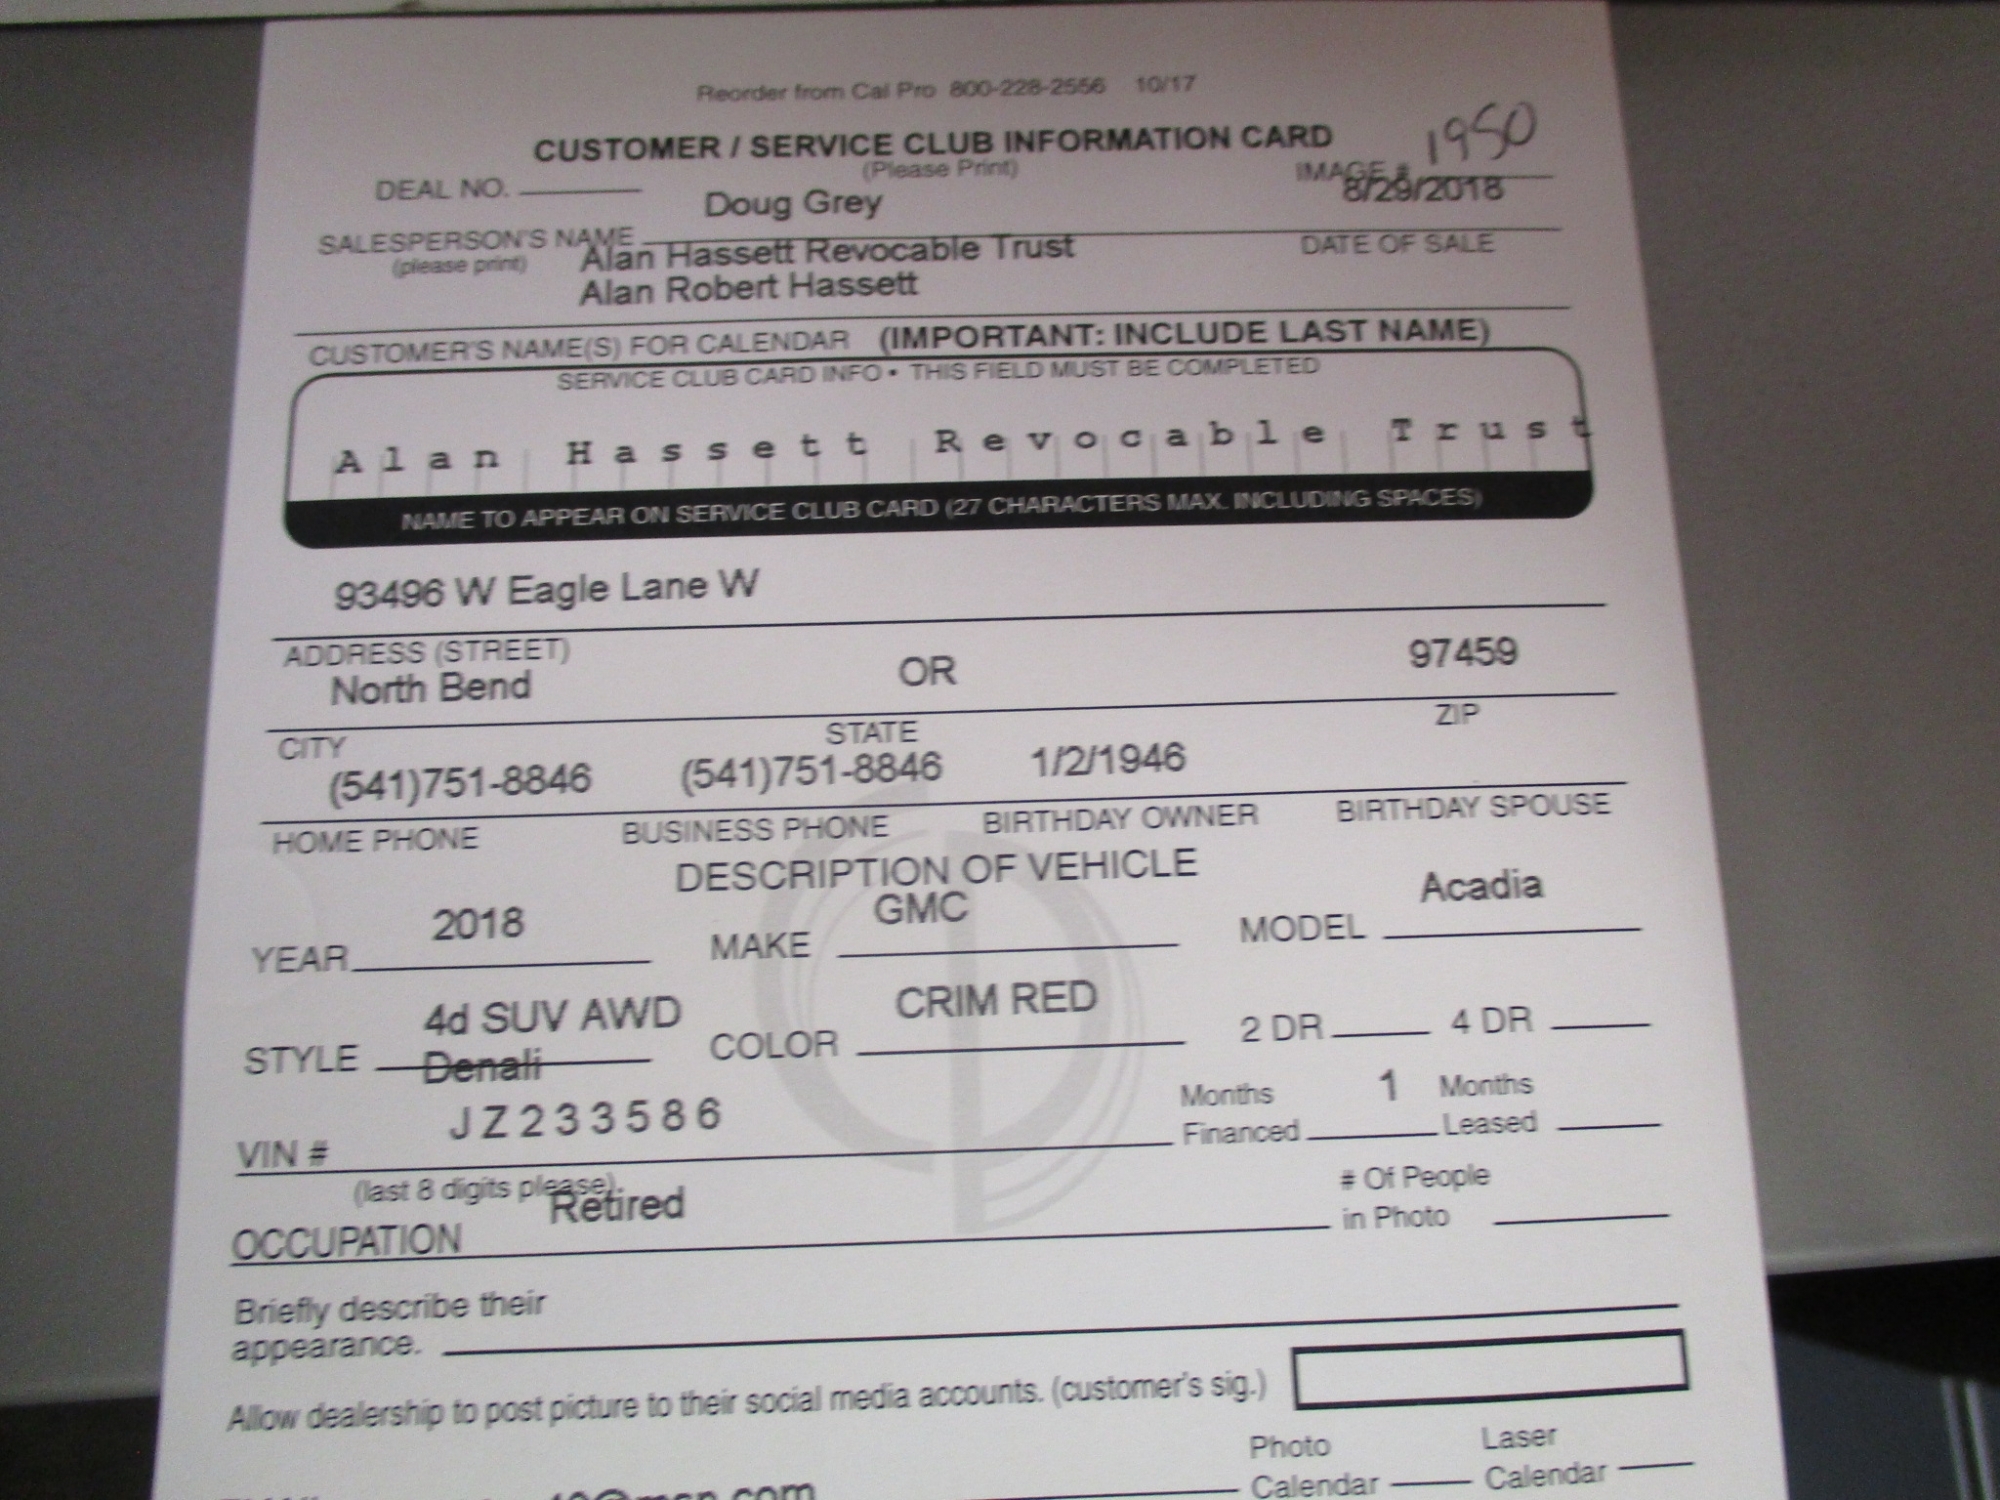 Reorder from Cal Pro 800-228-2556 10/17
CUSTOMER / SERVICE CLUB INFORMATION CARD
(Please Print)
1950
DEAL NO.
IMAGE #
Doug Grey
8/29/2018
SALESPERSON'S NAME
(please print)
DATE OF SALE
Alan Hassett Revocable Trust
Alan Robert Hassett
CUSTOMER'S NAME(S) FOR CALENDAR (IMPORTANT: INCLUDE LAST NAME)
SERVICE CLUB CARD INFO • THIS FIELD MUST BE COMPLETED
Alan Hassett Revocable Trust
NAME TO APPEAR ON SERVICE CLUB CARD (27 CHARACTERS MAX. INCLUDING SPACES)
93496 W Eagle Lane W
ADDRESS (STREET)
North Bend OR 97459
CITY STATE ZIP
(541)751-8846 (541)751-8846 1/2/1946
HOME PHONE BUSINESS PHONE BIRTHDAY OWNER BIRTHDAY SPOUSE
DESCRIPTION OF VEHICLE
2018 GMC Acadia
YEAR MAKE MODEL
4d SUV AWD CRIM RED
STYLE COLOR 2 DR 4 DR
Denali
JZ233586
VIN #
(last 8 digits please)
Months Financed 1 Months Leased
Retired
OCCUPATION
# Of People in Photo
Briefly describe their
appearance.
Allow dealership to post picture to their social media accounts. (customer's sig.)
Photo Calendar Laser Calendar